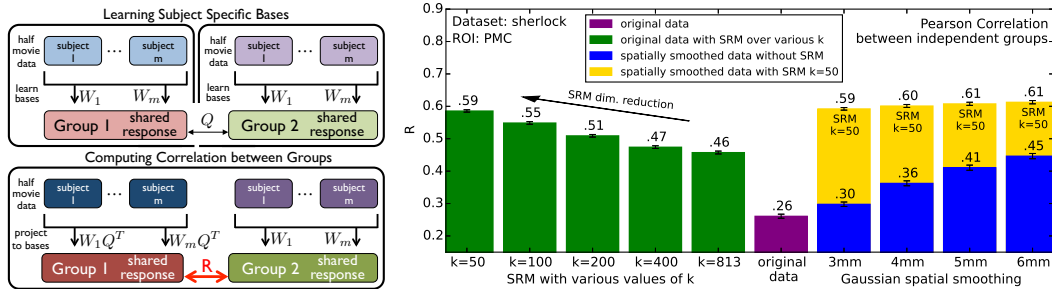 Learning Subject Specific Bases
half movie data
subject 1 ... subject m
subject 1 ... subject m
half movie data
learn bases
W₁ Wₘ
learn bases
W₁ Wₘ
Group 1 shared response
Q
Group 2 shared response
Computing Correlation between Groups
half movie data
subject 1 ... subject m
subject 1 ... subject m
half movie data
project to bases
W₁Qᵀ WₘQᵀ
W₁ Wₘ
Group 1 shared response
R
Group 2 shared response
Dataset: sherlock
ROI: PMC
original data
original data with SRM over various k
spatially smoothed data without SRM
spatially smoothed data with SRM k=50
Pearson Correlation
between independent groups
R
0.9
0.8
0.7
0.6
0.5
0.4
0.3
0.2
SRM dim. reduction
.59 .55 .51 .47 .46 .26 .59 .60 .61 .61
SRM k=50 SRM k=50 SRM k=50 SRM k=50
.30 .36 .41 .45
k=50 k=100 k=200 k=400 k=813 original data 3mm 4mm 5mm 6mm
SRM with various values of k
Gaussian spatial smoothing